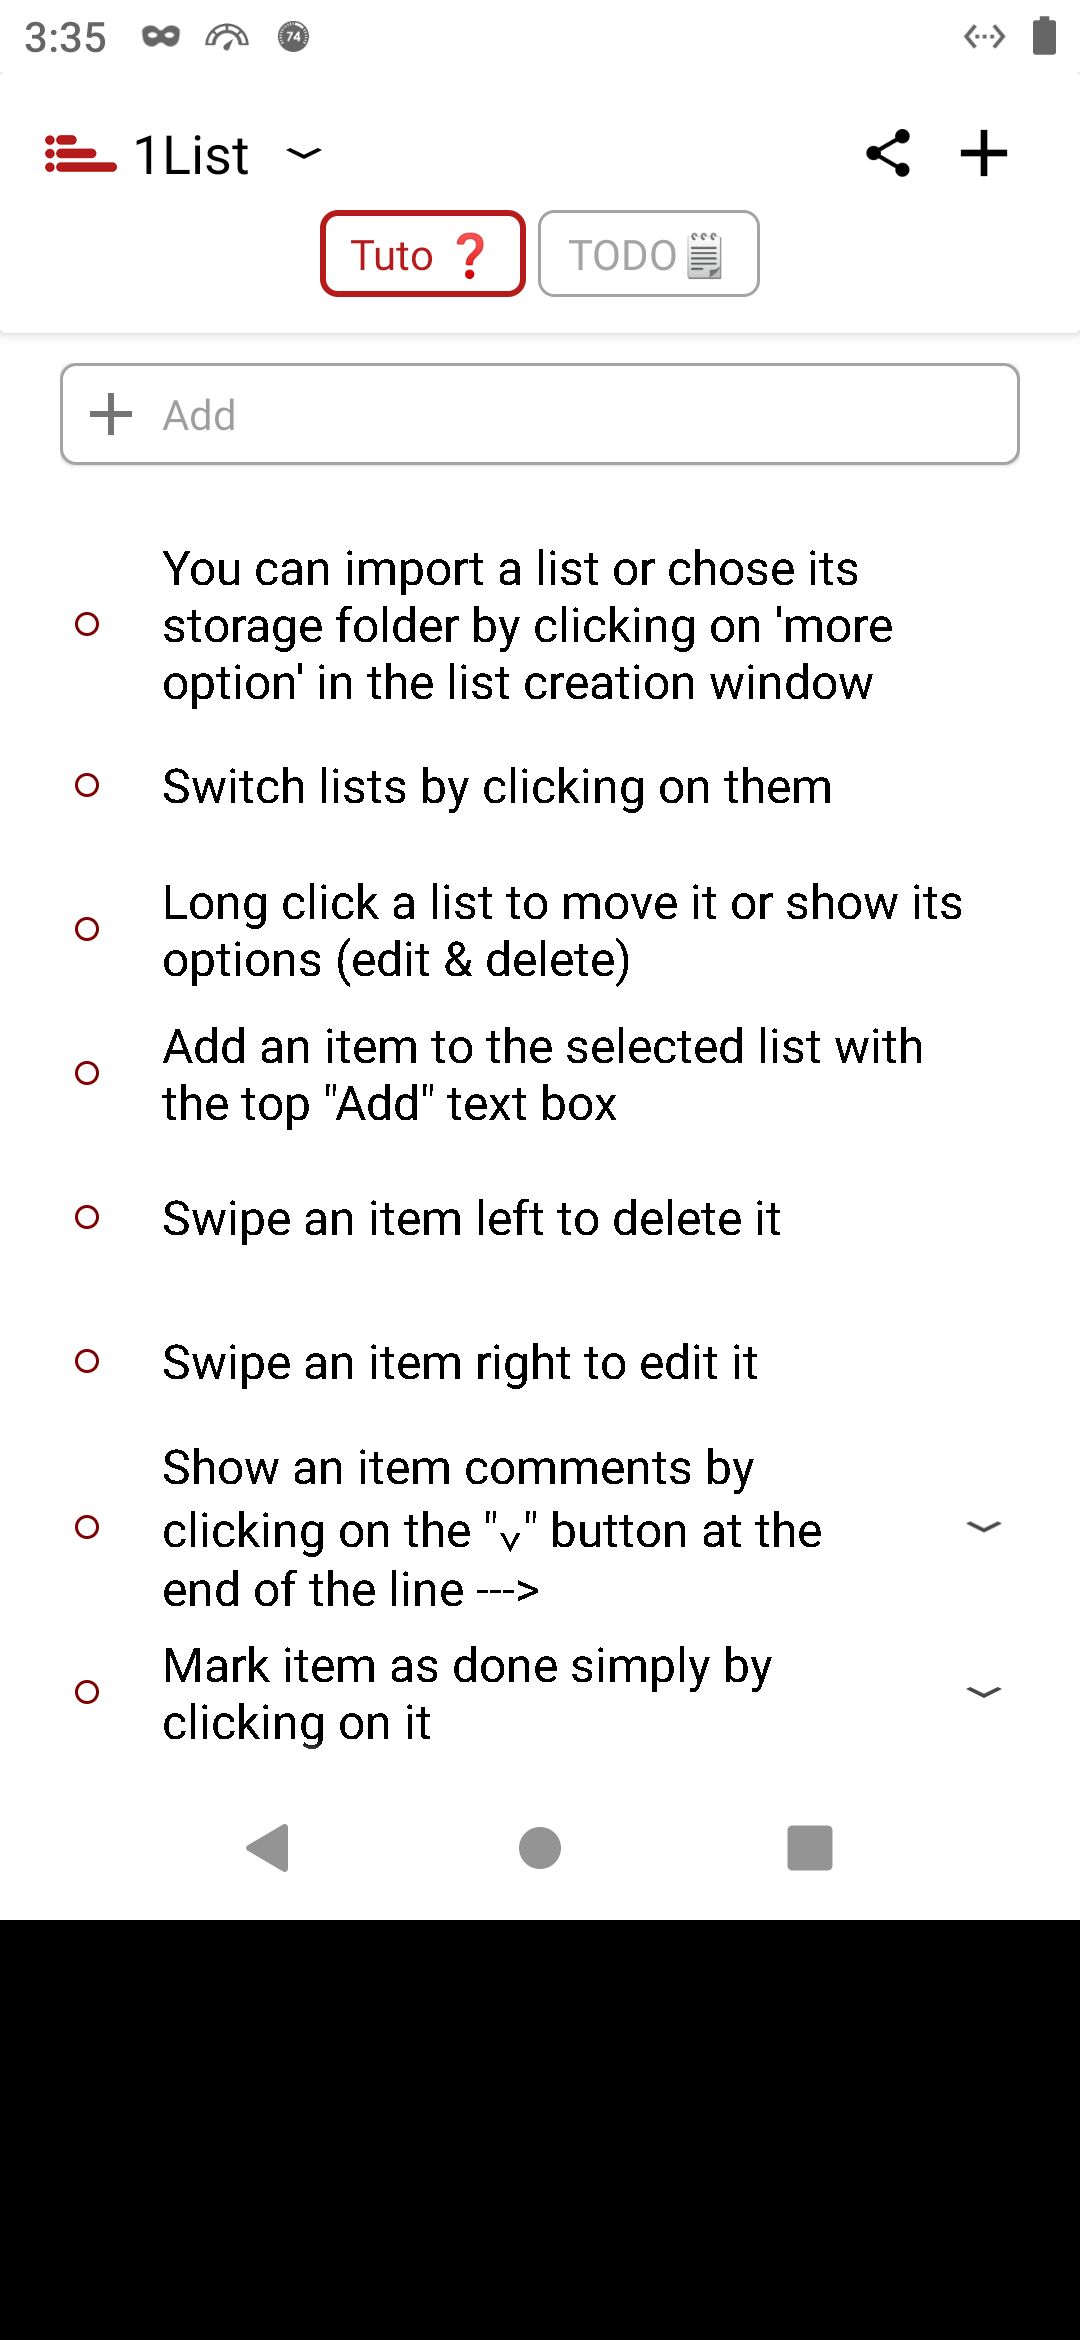 3:35
74
1List
Tuto ❓
TODO🗒
Add
You can import a list or chose its
storage folder by clicking on 'more
option' in the list creation window
Switch lists by clicking on them
Long click a list to move it or show its
options (edit & delete)
Add an item to the selected list with
the top "Add" text box
Swipe an item left to delete it
Swipe an item right to edit it
Show an item comments by
clicking on the "˅" button at the
end of the line --->
Mark item as done simply by
clicking on it